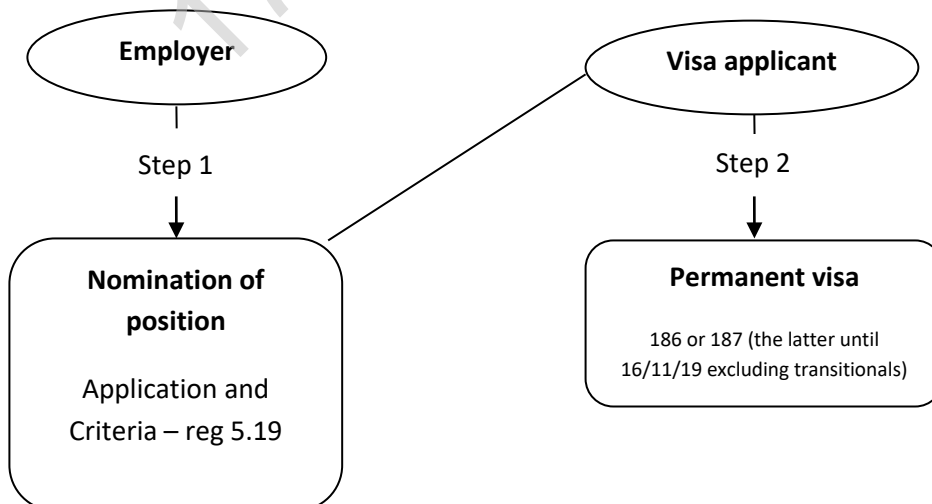 Employer
Visa applicant
Step 1
Step 2
Nomination of
position
Application and
Criteria – reg 5.19
Permanent visa
186 or 187 (the latter until
16/11/19 excluding transitionals)